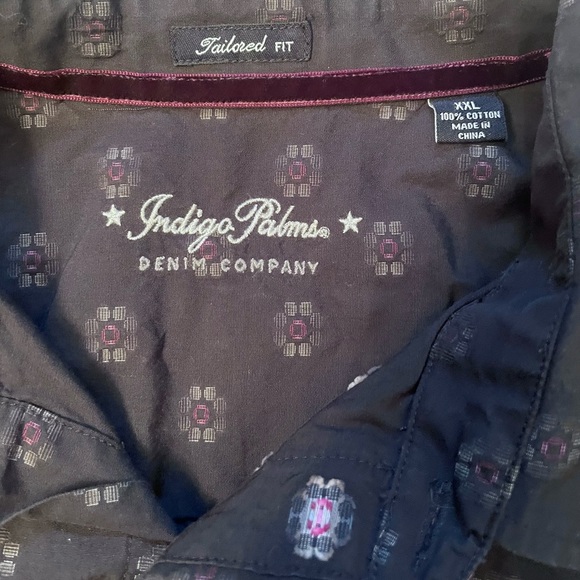 Tailored FIT
XXL
100% COTTON
MADE IN
CHINA
★ Indigo Palms® ★
DENIM COMPANY